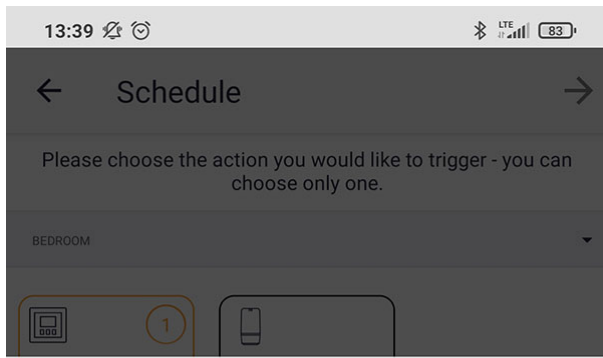 13:39 LTE 83
Schedule
Please choose the action you would like to trigger - you can
choose only one.
BEDROOM
1